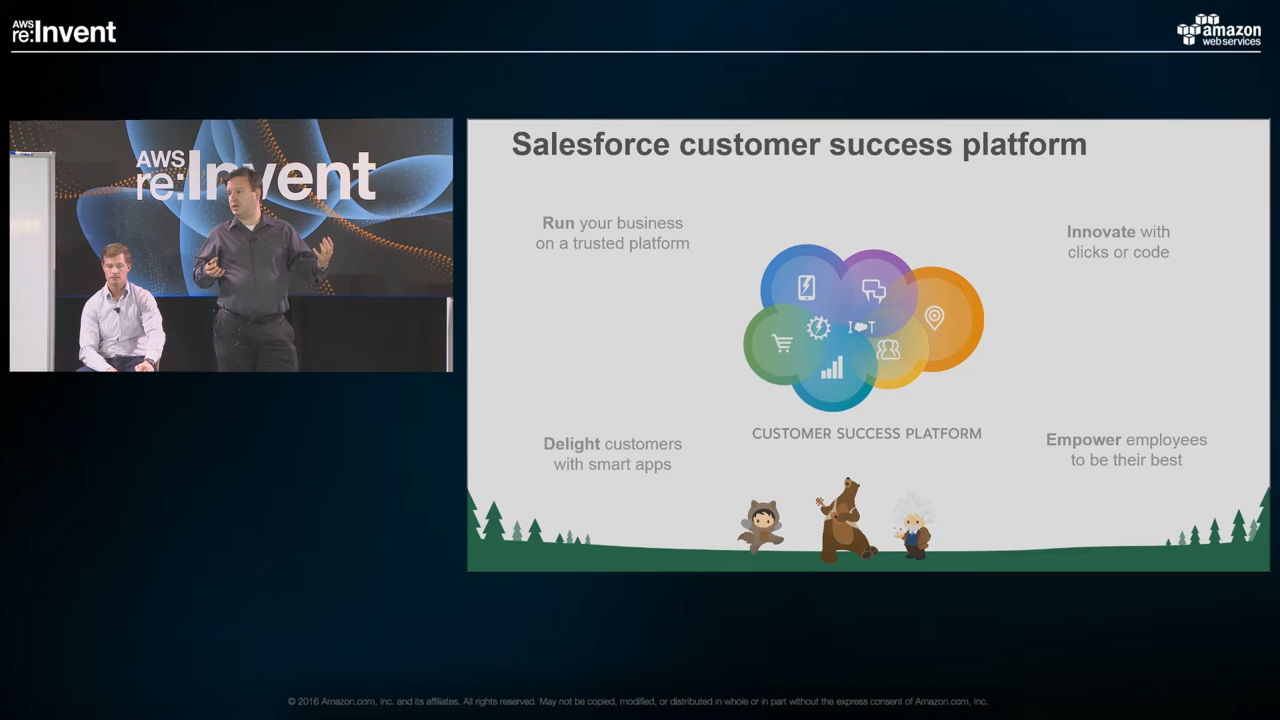 AWS
re:Invent
amazon
web services
AWS
re:Invent
Salesforce customer success platform
Run your business
on a trusted platform
Innovate with
clicks or code
I T
CUSTOMER SUCCESS PLATFORM
Delight customers
with smart apps
Empower employees
to be their best
© 2016 Amazon.com, Inc. and its affiliates. All rights reserved. May not be copied, modified, or distributed in whole or in part without the express consent of Amazon.com, Inc.